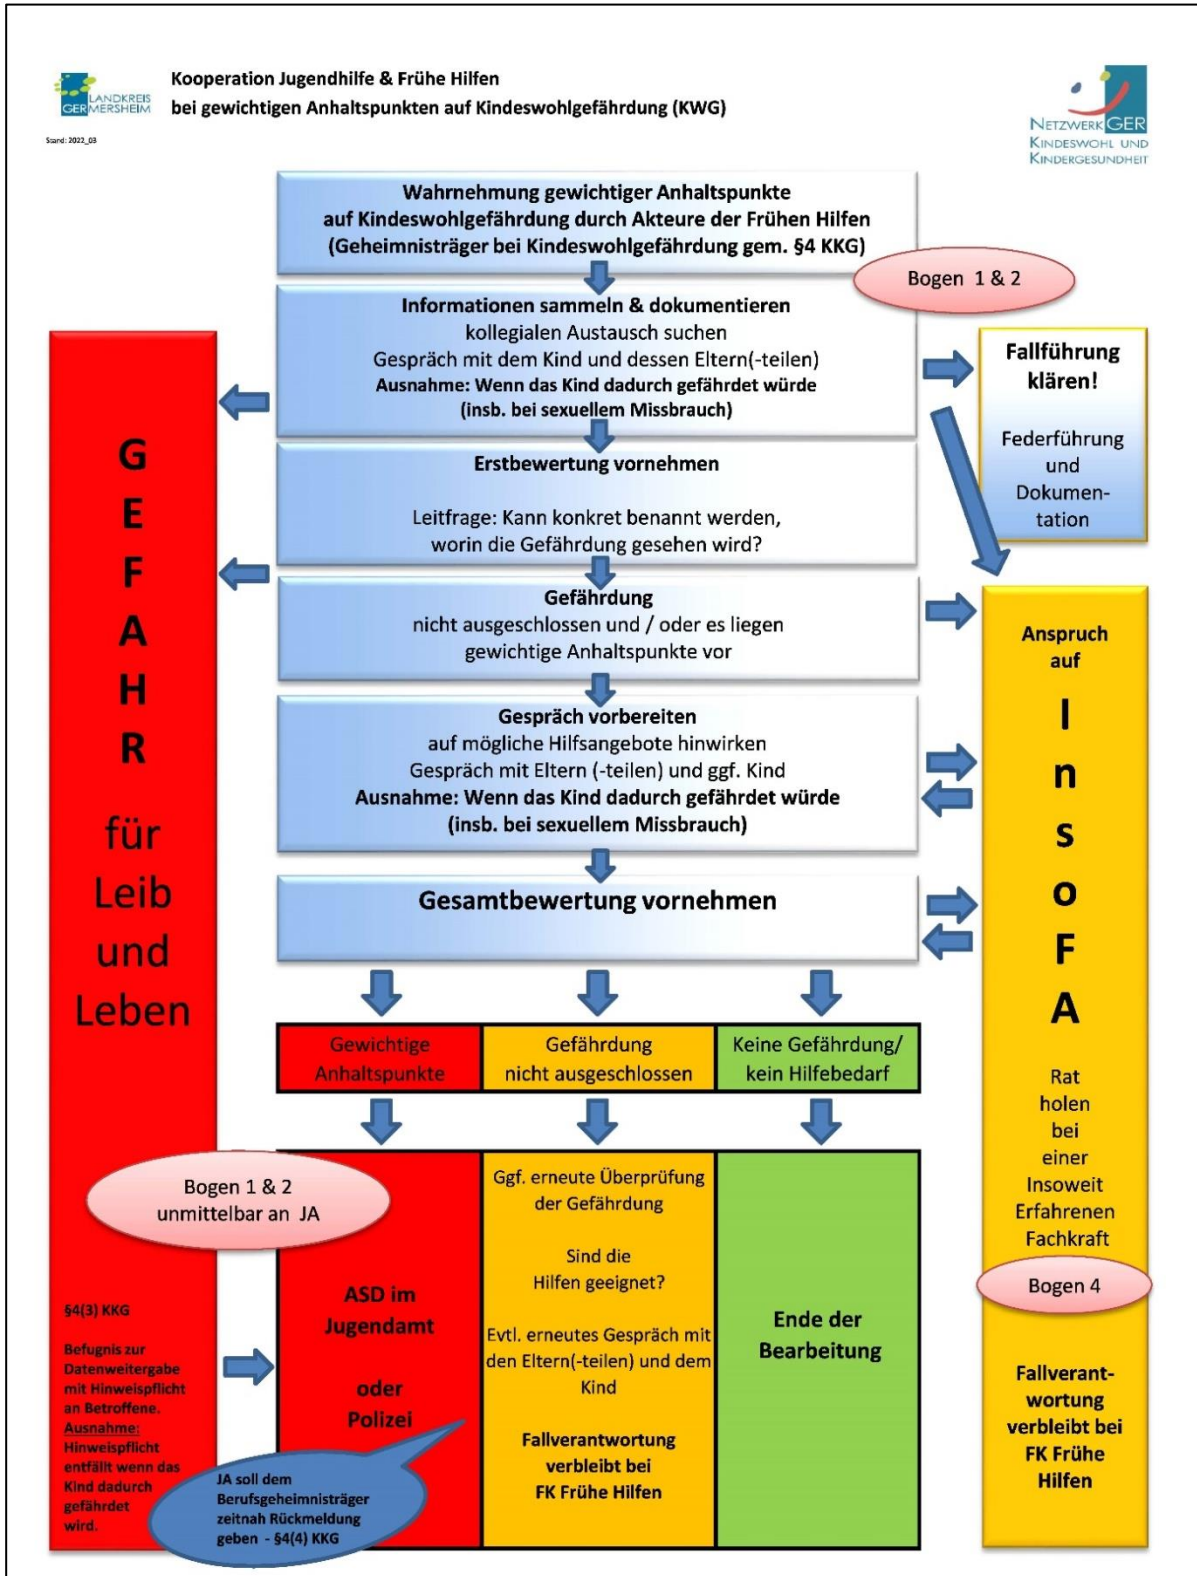 LANDKREIS
GERMERSHEIM
Kooperation Jugendhilfe & Frühe Hilfen
bei gewichtigen Anhaltspunkten auf Kindeswohlgefährdung (KWG)
Stand: 2022_03
NETZWERK GER
KINDESWOHL UND
KINDERGESUNDHEIT
Wahrnehmung gewichtiger Anhaltspunkte
auf Kindeswohlgefährdung durch Akteure der Frühen Hilfen
(Geheimnisträger bei Kindeswohlgefährdung gem. §4 KKG)
Bogen 1 & 2
Informationen sammeln & dokumentieren
kollegialen Austausch suchen
Gespräch mit dem Kind und dessen Eltern(-teilen)
Ausnahme: Wenn das Kind dadurch gefährdet würde
(insb. bei sexuellem Missbrauch)
Fallführung
klären!
Federführung
und
Dokumen-
tation
Erstbewertung vornehmen
Leitfrage: Kann konkret benannt werden,
worin die Gefährdung gesehen wird?
Gefährdung
nicht ausgeschlossen und / oder es liegen
gewichtige Anhaltspunkte vor
Gespräch vorbereiten
auf mögliche Hilfsangebote hinwirken
Gespräch mit Eltern (-teilen) und ggf. Kind
Ausnahme: Wenn das Kind dadurch gefährdet würde
(insb. bei sexuellem Missbrauch)
Gesamtbewertung vornehmen
G
E
F
A
H
R
für
Leib
und
Leben
Bogen 1 & 2
unmittelbar an JA
§4(3) KKG
Befugnis zur
Datenweitergabe
mit Hinweispflicht
an Betroffene.
Ausnahme:
Hinweispflicht
entfällt wenn das
Kind dadurch
gefährdet
wird.
Gewichtige
Anhaltspunkte
Gefährdung
nicht ausgeschlossen
Keine Gefährdung/
kein Hilfebedarf
ASD im
Jugendamt
oder
Polizei
JA soll dem
Berufsgeheimnisträger
zeitnah Rückmeldung
geben - §4(4) KKG
Ggf. erneute Überprüfung
der Gefährdung
Sind die
Hilfen geeignet?
Evtl. erneutes Gespräch mit
den Eltern(-teilen) und dem
Kind
Fallverantwortung
verbleibt bei
FK Frühe Hilfen
Ende der
Bearbeitung
Anspruch
auf
I
n
s
o
F
A
Rat
holen
bei
einer
Insoweit
Erfahrenen
Fachkraft
Bogen 4
Fallverant-
wortung
verbleibt bei
FK Frühe
Hilfen